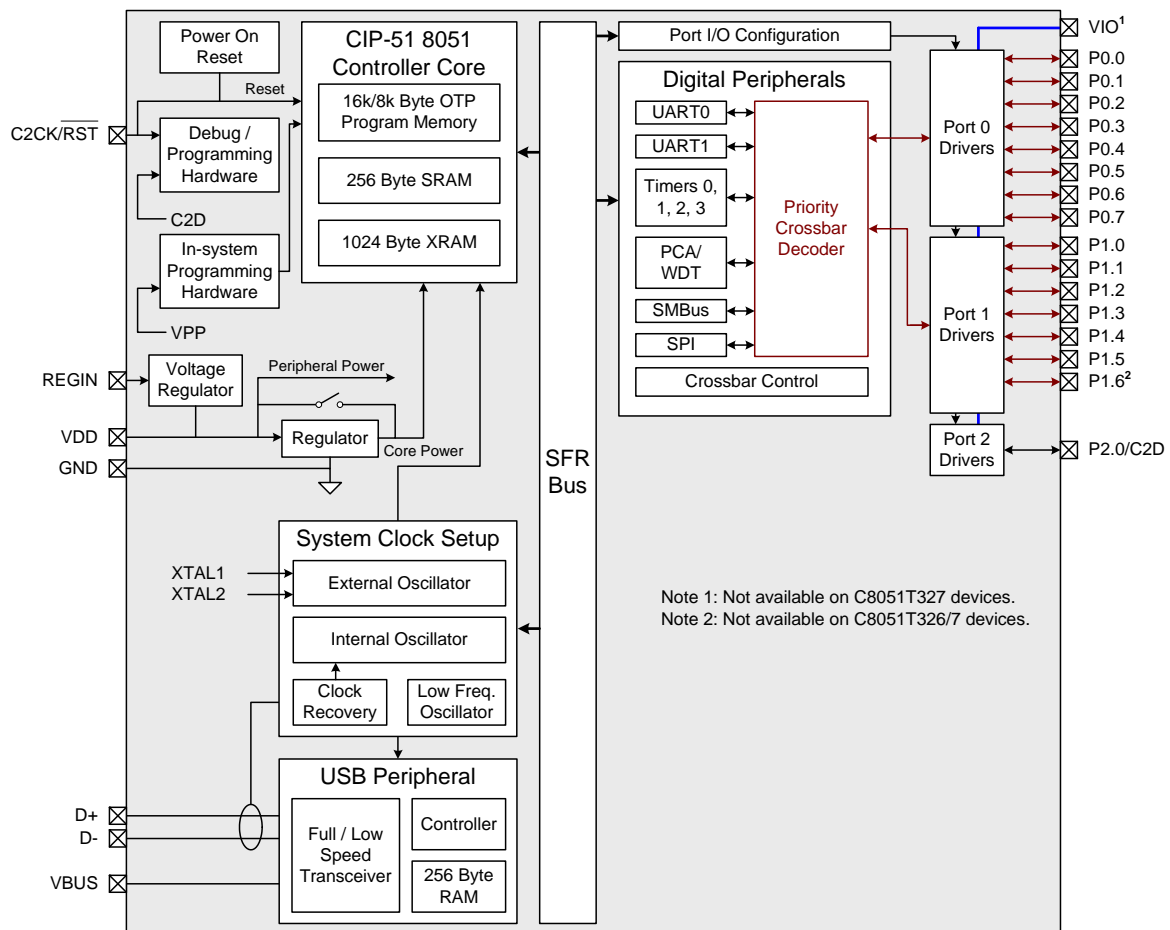 Power On
Reset
CIP-51 8051
Controller Core
16k/8k Byte OTP
Program Memory
256 Byte SRAM
1024 Byte XRAM
Reset
C2CK/RST
Debug /
Programming
Hardware
C2D
In-system
Programming
Hardware
VPP
REGIN
Voltage
Regulator
Peripheral Power
VDD
Regulator
Core Power
GND
System Clock Setup
XTAL1
XTAL2
External Oscillator
Internal Oscillator
Clock
Recovery
Low Freq.
Oscillator
USB Peripheral
D+
D-
VBUS
Full / Low
Speed
Transceiver
Controller
256 Byte
RAM
SFR
Bus
Port I/O Configuration
Digital Peripherals
UART0
UART1
Timers 0,
1, 2, 3
PCA/
WDT
SMBus
SPI
Priority
Crossbar
Decoder
Crossbar Control
Port 0
Drivers
Port 1
Drivers
Port 2
Drivers
VIO¹
P0.0
P0.1
P0.2
P0.3
P0.4
P0.5
P0.6
P0.7
P1.0
P1.1
P1.2
P1.3
P1.4
P1.5
P1.6²
P2.0/C2D
Note 1: Not available on C8051T327 devices.
Note 2: Not available on C8051T326/7 devices.